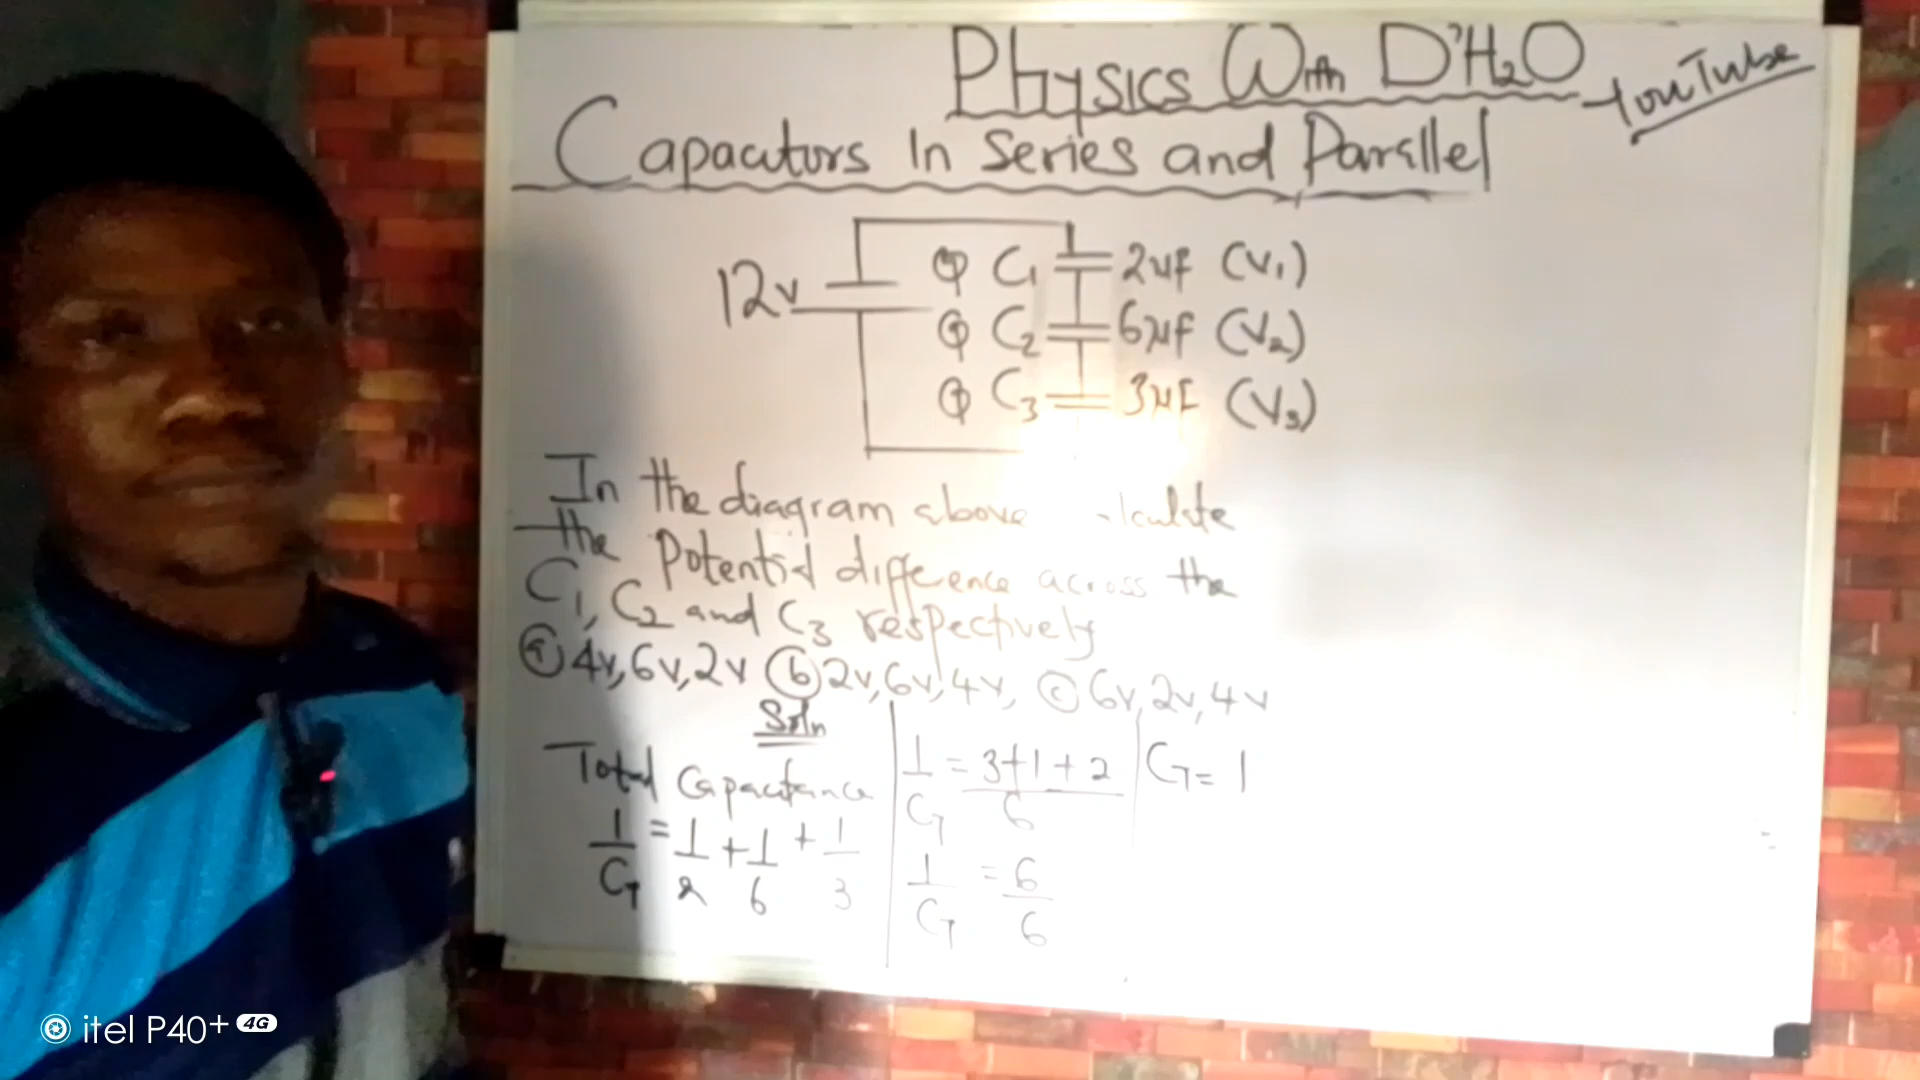 Physics With D'H2O
YouTube
Capacitors In Series and Parallel
12v
Q C1 2μF (V1)
Q C2 6μF (V2)
Q C3 3μF (V3)
In the diagram above
the Potential difference across the
C1, C2 and C3 respectively
(a) 4v, 6v, 2v (b) 2v, 6v, 4v, (c) 6v, 2v, 4v
Soln
Total Capacitance
1/CT = 1/2 + 1/6 + 1/3
1/CT = 3+1+2/6
1/CT = 6/6
CT = 1
itel P40+ 4G